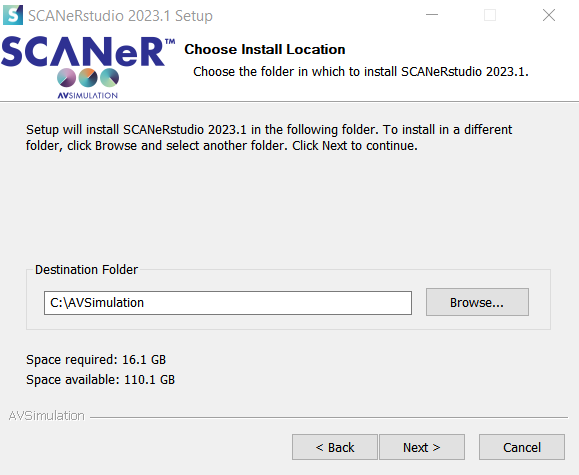 SCANeRstudio 2023.1 Setup
SCANeR™
AVSIMULATION
Choose Install Location
Choose the folder in which to install SCANeRstudio 2023.1.
Setup will install SCANeRstudio 2023.1 in the following folder. To install in a different
folder, click Browse and select another folder. Click Next to continue.
Destination Folder
C:\AVSimulation
Browse...
Space required: 16.1 GB
Space available: 110.1 GB
AVSimulation
< Back
Next >
Cancel